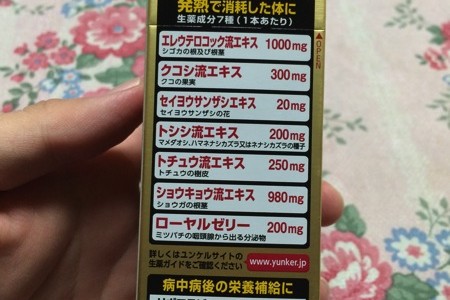 発熱で消耗した体に
生薬成分7種（1本あたり）
OPEN
エレウテロコック流エキス 1000mg
シゴカの根及び根茎
クコシ流エキス 300mg
クコの果実
セイヨウサンザシエキス 20mg
セイヨウサンザシの花
トシシ流エキス 200mg
マメダオシ、ハマネナシカズラ又はネナシカズラの種子
トチュウ流エキス 250mg
トチュウの樹皮
ショウキョウ流エキス 980mg
ショウガの根茎
ローヤルゼリー 200mg
ミツバチの咽頭腺から出る分泌物
詳しくはユンケルサイトの
生薬ガイドをご確認ください
www.yunker.jp
病中病後の栄養補給に